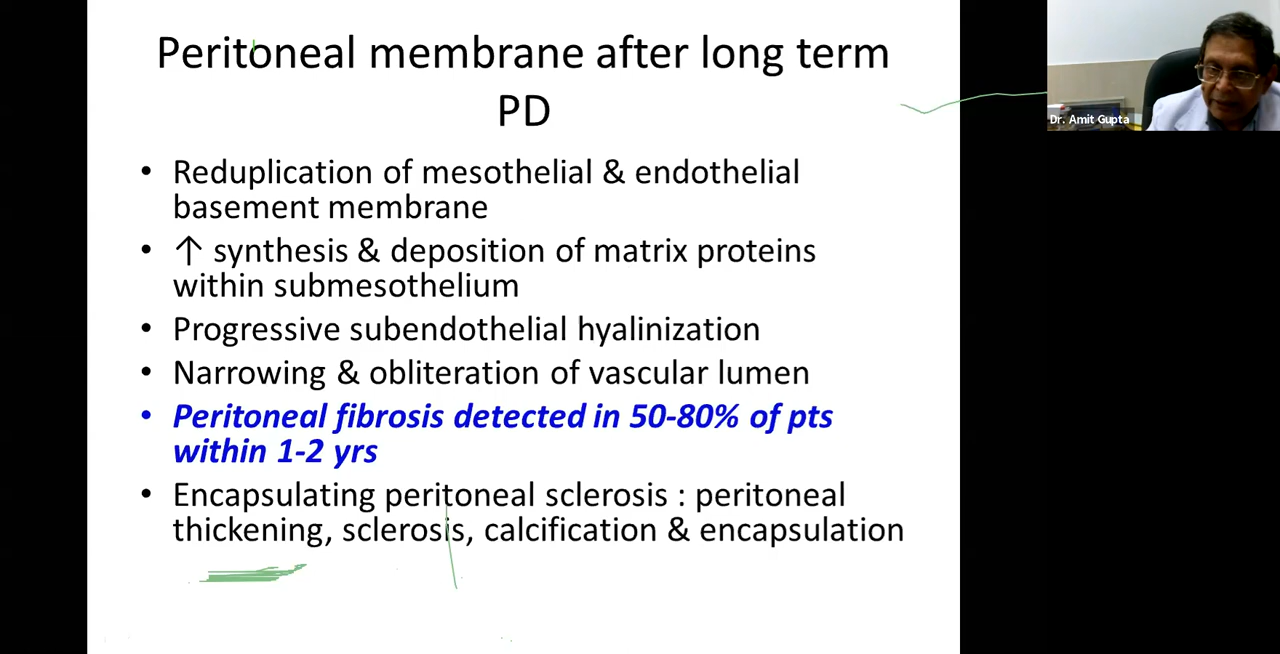 Peritoneal membrane after long term
PD
• Reduplication of mesothelial & endothelial
basement membrane
• ↑ synthesis & deposition of matrix proteins
within submesothelium
• Progressive subendothelial hyalinization
• Narrowing & obliteration of vascular lumen
• Peritoneal fibrosis detected in 50-80% of pts
within 1-2 yrs
• Encapsulating peritoneal sclerosis : peritoneal
thickening, sclerosis, calcification & encapsulation
Dr. Amit Gupta